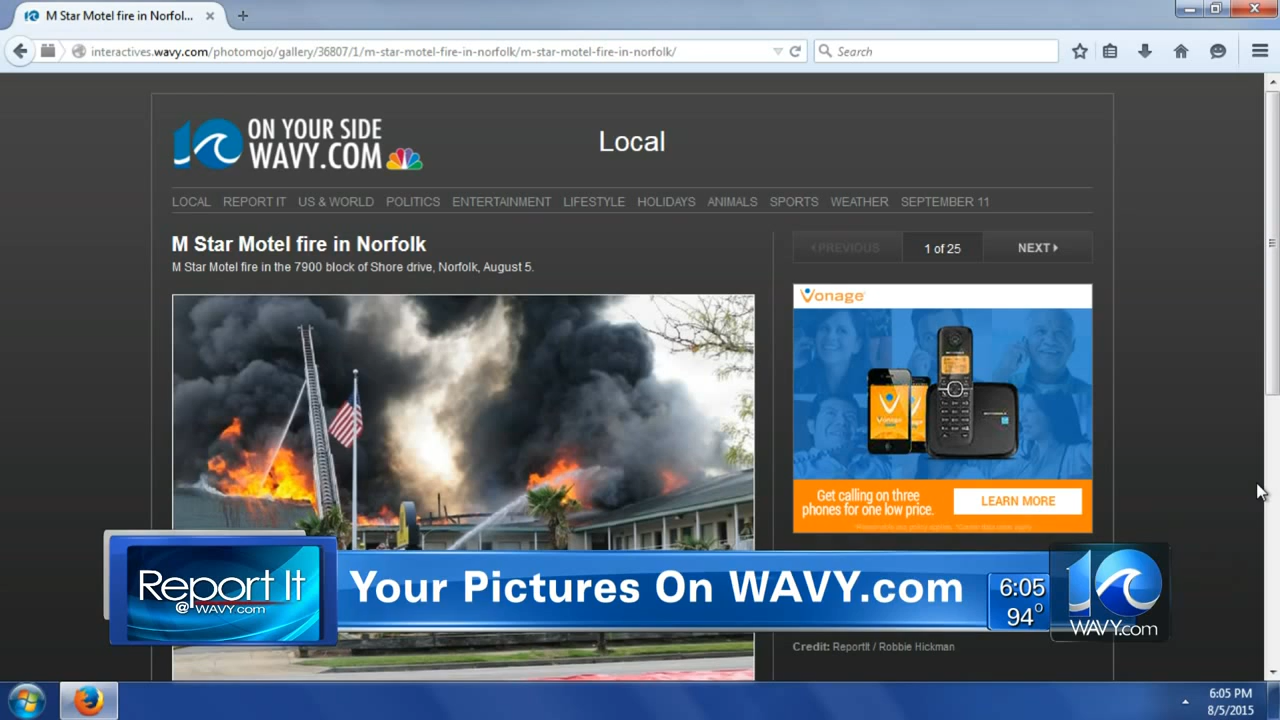 M Star Motel fire in Norfol...
interactives.wavy.com/photomojo/gallery/36807/1/m-star-motel-fire-in-norfolk/m-star-motel-fire-in-norfolk/
Search
10 ON YOUR SIDE
WAVY.COM
Local
LOCAL REPORT IT US & WORLD POLITICS ENTERTAINMENT LIFESTYLE HOLIDAYS ANIMALS SPORTS WEATHER SEPTEMBER 11
M Star Motel fire in Norfolk
M Star Motel fire in the 7900 block of Shore drive, Norfolk, August 5.
PREVIOUS 1 of 25 NEXT
Vonage
Get calling on three
phones for one low price.
LEARN MORE
Report It
@WAVY.com
Your Pictures On WAVY.com
6:05
94°
10
WAVY.com
Credit: ReportIt / Robbie Hickman
6:05 PM
8/5/2015